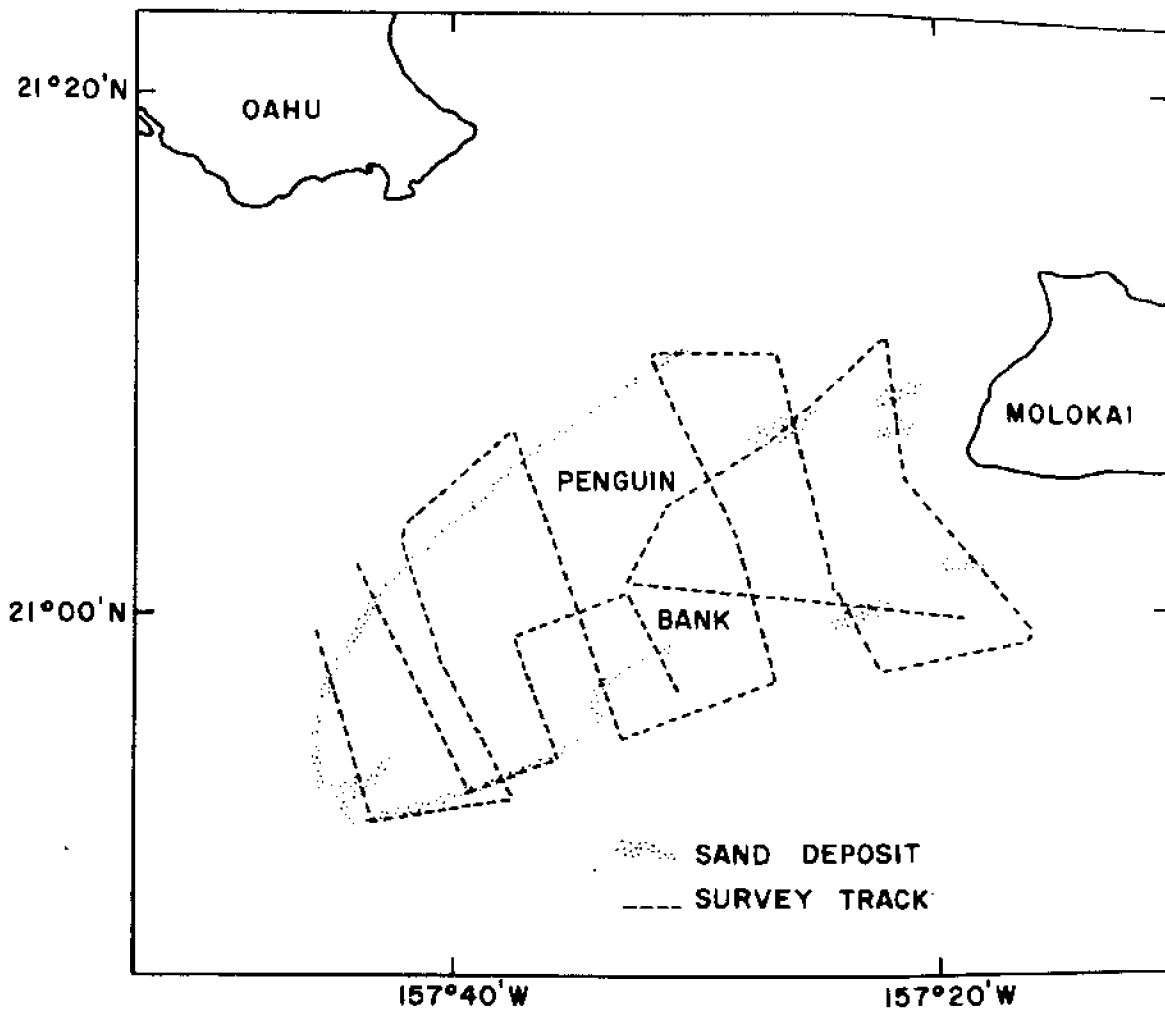 21°20'N
OAHU
MOLOKAI
PENGUIN
21°00'N
BANK
SAND DEPOSIT
SURVEY TRACK
157°40'W
157°20'W